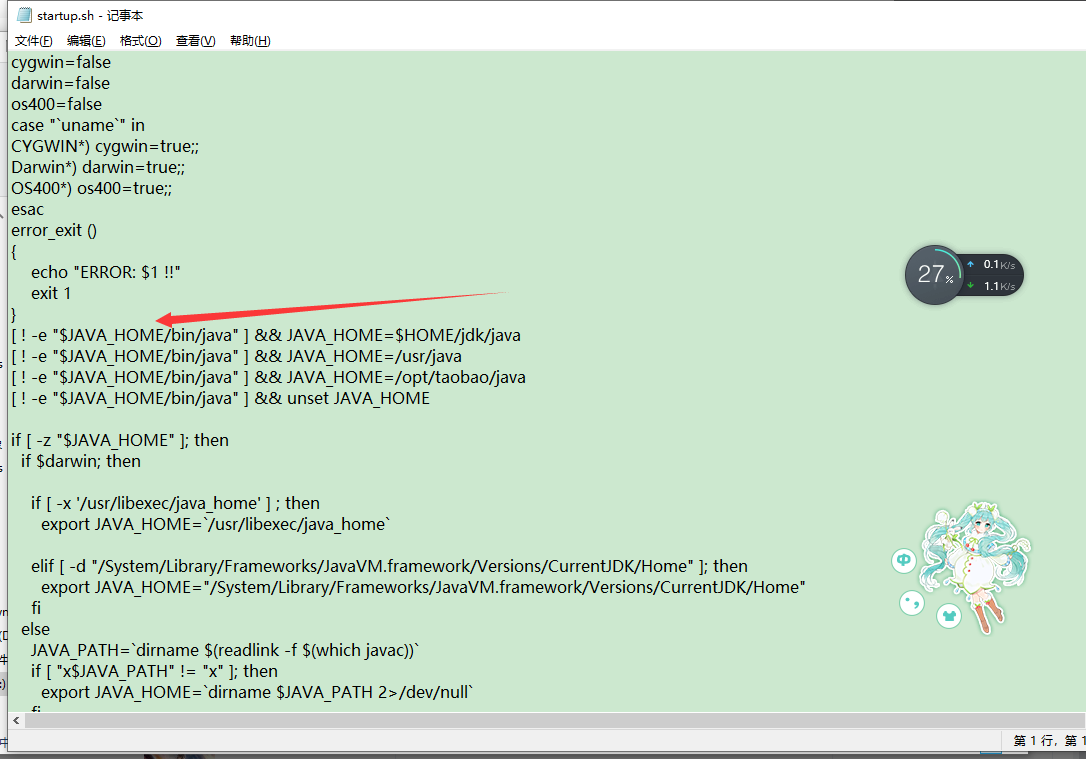 startup.sh - 记事本
文件(F) 编辑(E) 格式(O) 查看(V) 帮助(H)
cygwin=false
darwin=false
os400=false
case "`uname`" in
CYGWIN*) cygwin=true;;
Darwin*) darwin=true;;
OS400*) os400=true;;
esac
error_exit ()
{
    echo "ERROR: $1 !!"
    exit 1
}
[ ! -e "$JAVA_HOME/bin/java" ] && JAVA_HOME=$HOME/jdk/java
[ ! -e "$JAVA_HOME/bin/java" ] && JAVA_HOME=/usr/java
[ ! -e "$JAVA_HOME/bin/java" ] && JAVA_HOME=/opt/taobao/java
[ ! -e "$JAVA_HOME/bin/java" ] && unset JAVA_HOME
if [ -z "$JAVA_HOME" ]; then
  if $darwin; then
    if [ -x '/usr/libexec/java_home' ] ; then
      export JAVA_HOME=`/usr/libexec/java_home`
    elif [ -d "/System/Library/Frameworks/JavaVM.framework/Versions/CurrentJDK/Home" ]; then
      export JAVA_HOME="/System/Library/Frameworks/JavaVM.framework/Versions/CurrentJDK/Home"
    fi
  else
    JAVA_PATH=`dirname $(readlink -f $(which javac))`
    if [ "x$JAVA_PATH" != "x" ]; then
      export JAVA_HOME=`dirname $JAVA_PATH 2>/dev/null`
    fi
27%
0.1K/s
1.1K/s
中
第 1 行，第 1